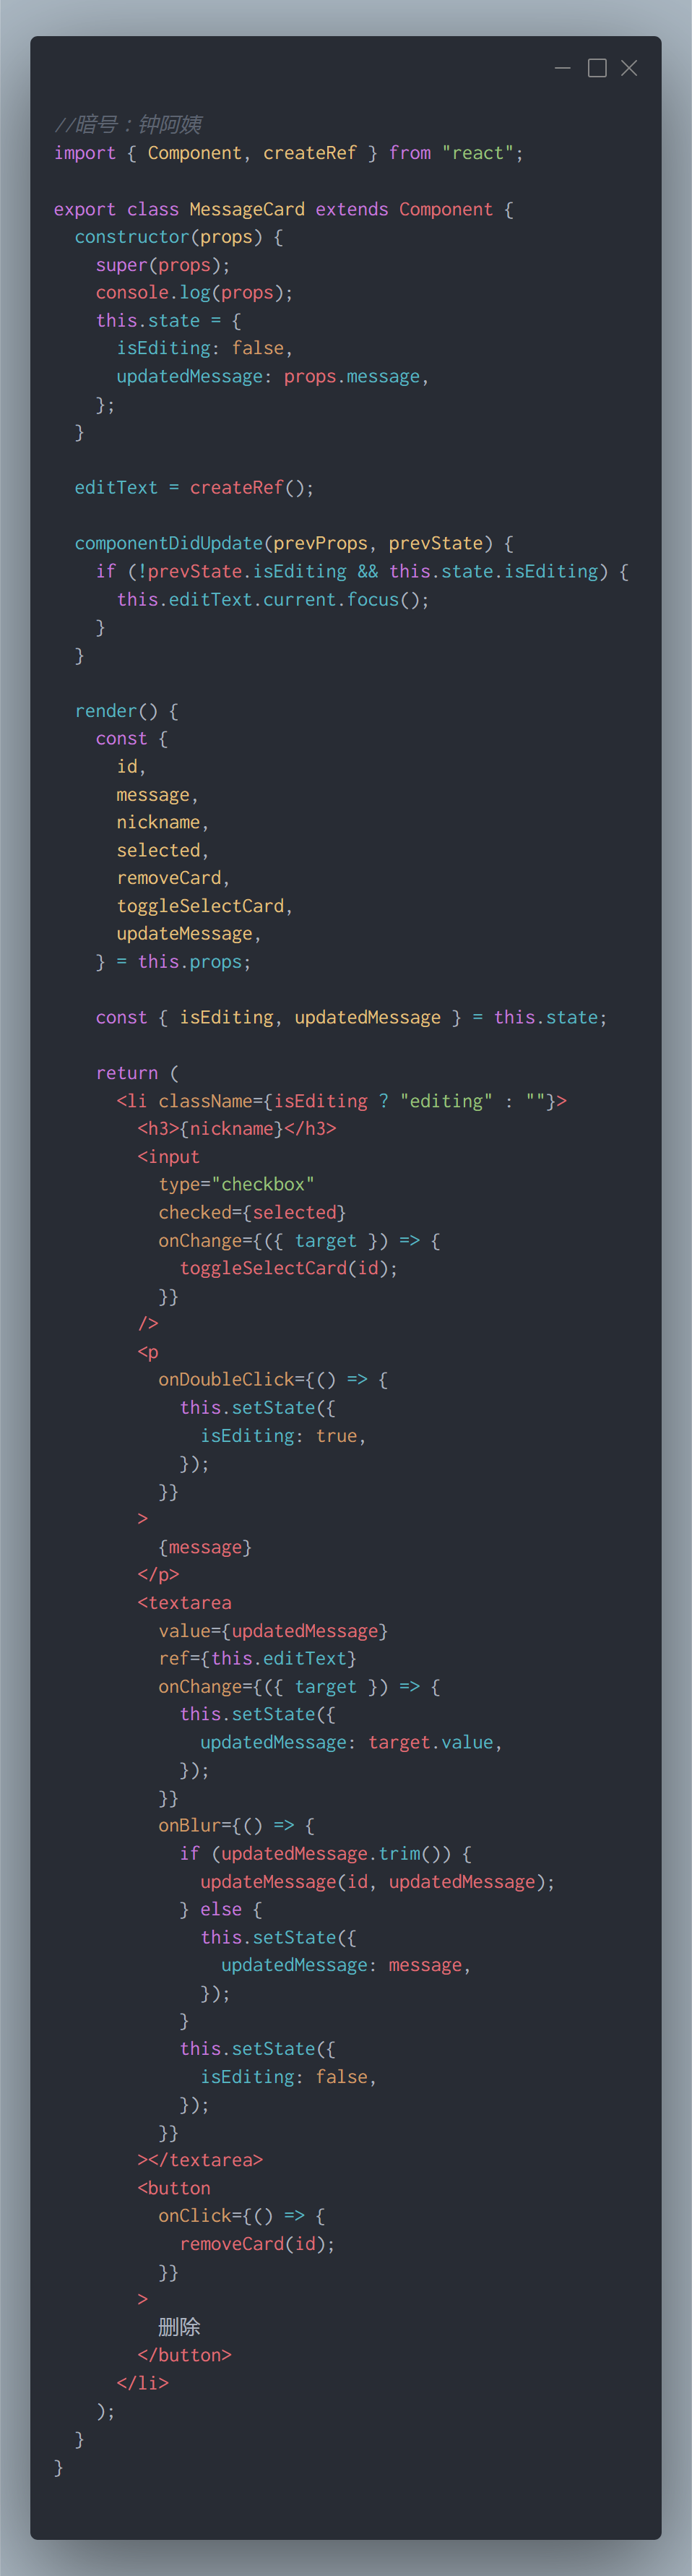 //暗号：钟阿姨
import { Component, createRef } from "react";

export class MessageCard extends Component {
  constructor(props) {
    super(props);
    console.log(props);
    this.state = {
      isEditing: false,
      updatedMessage: props.message,
    };
  }

  editText = createRef();

  componentDidUpdate(prevProps, prevState) {
    if (!prevState.isEditing && this.state.isEditing) {
      this.editText.current.focus();
    }
  }

  render() {
    const {
      id,
      message,
      nickname,
      selected,
      removeCard,
      toggleSelectCard,
      updateMessage,
    } = this.props;

    const { isEditing, updatedMessage } = this.state;

    return (
      <li className={isEditing ? "editing" : ""}>
        <h3>{nickname}</h3>
        <input
          type="checkbox"
          checked={selected}
          onChange={({ target }) => {
            toggleSelectCard(id);
          }}
        />
        <p
          onDoubleClick={() => {
            this.setState({
              isEditing: true,
            });
          }}
        >
          {message}
        </p>
        <textarea
          value={updatedMessage}
          ref={this.editText}
          onChange={({ target }) => {
            this.setState({
              updatedMessage: target.value,
            });
          }}
          onBlur={() => {
            if (updatedMessage.trim()) {
              updateMessage(id, updatedMessage);
            } else {
              this.setState({
                updatedMessage: message,
              });
            }
            this.setState({
              isEditing: false,
            });
          }}
        ></textarea>
        <button
          onClick={() => {
            removeCard(id);
          }}
        >
          删除
        </button>
      </li>
    );
  }
}